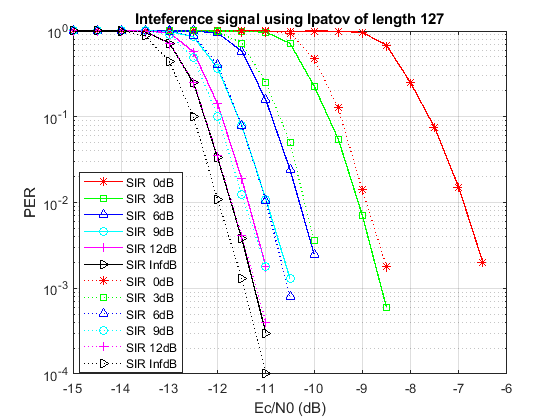 Inteference signal using Ipatov of length 127
PER
10^0
10^-1
10^-2
10^-3
10^-4
SIR 0dB
SIR 3dB
SIR 6dB
SIR 9dB
SIR 12dB
SIR InfdB
SIR 0dB
SIR 3dB
SIR 6dB
SIR 9dB
SIR 12dB
SIR InfdB
-15 -14 -13 -12 -11 -10 -9 -8 -7 -6
Ec/N0 (dB)